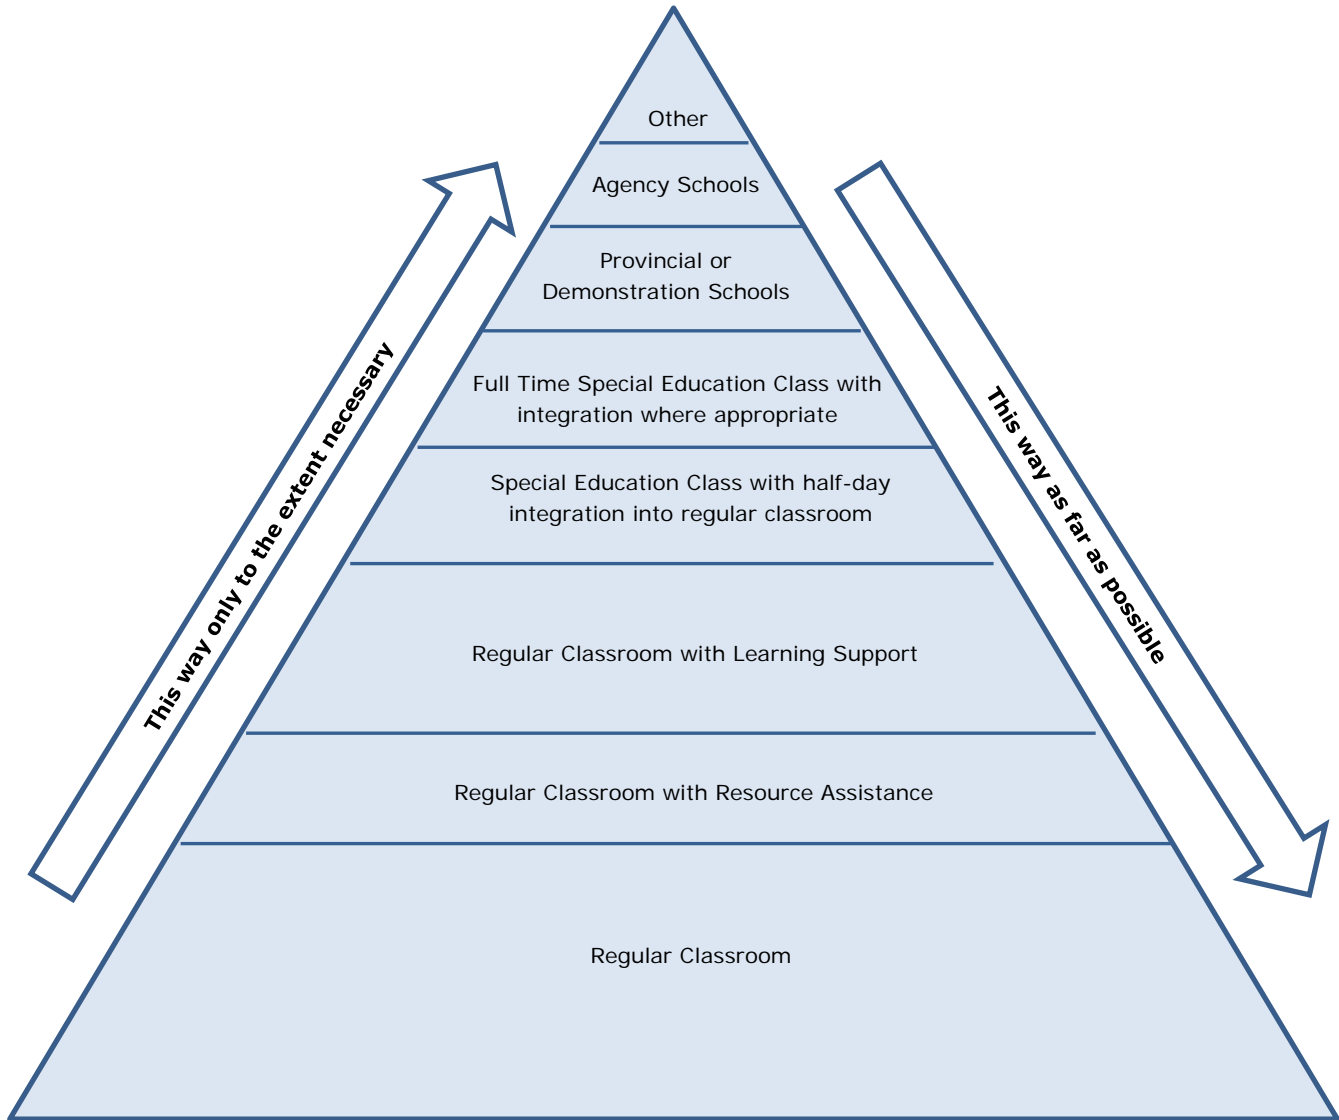 Other
Agency Schools
Provincial or
Demonstration Schools
Full Time Special Education Class with
integration where appropriate
Special Education Class with half-day
integration into regular classroom
Regular Classroom with Learning Support
Regular Classroom with Resource Assistance
Regular Classroom
This way only to the extent necessary
This way as far as possible